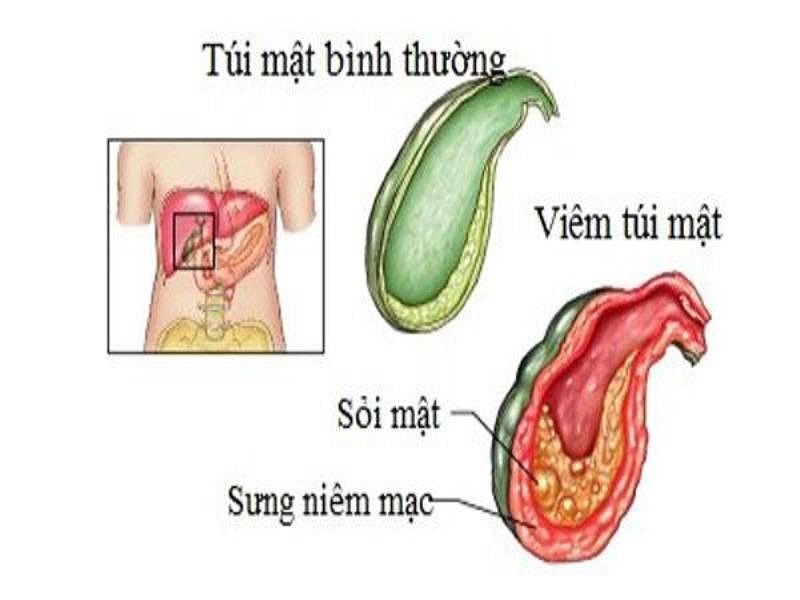 Túi mật bình thường
Viêm túi mật
Sỏi mật
Sưng niêm mạc